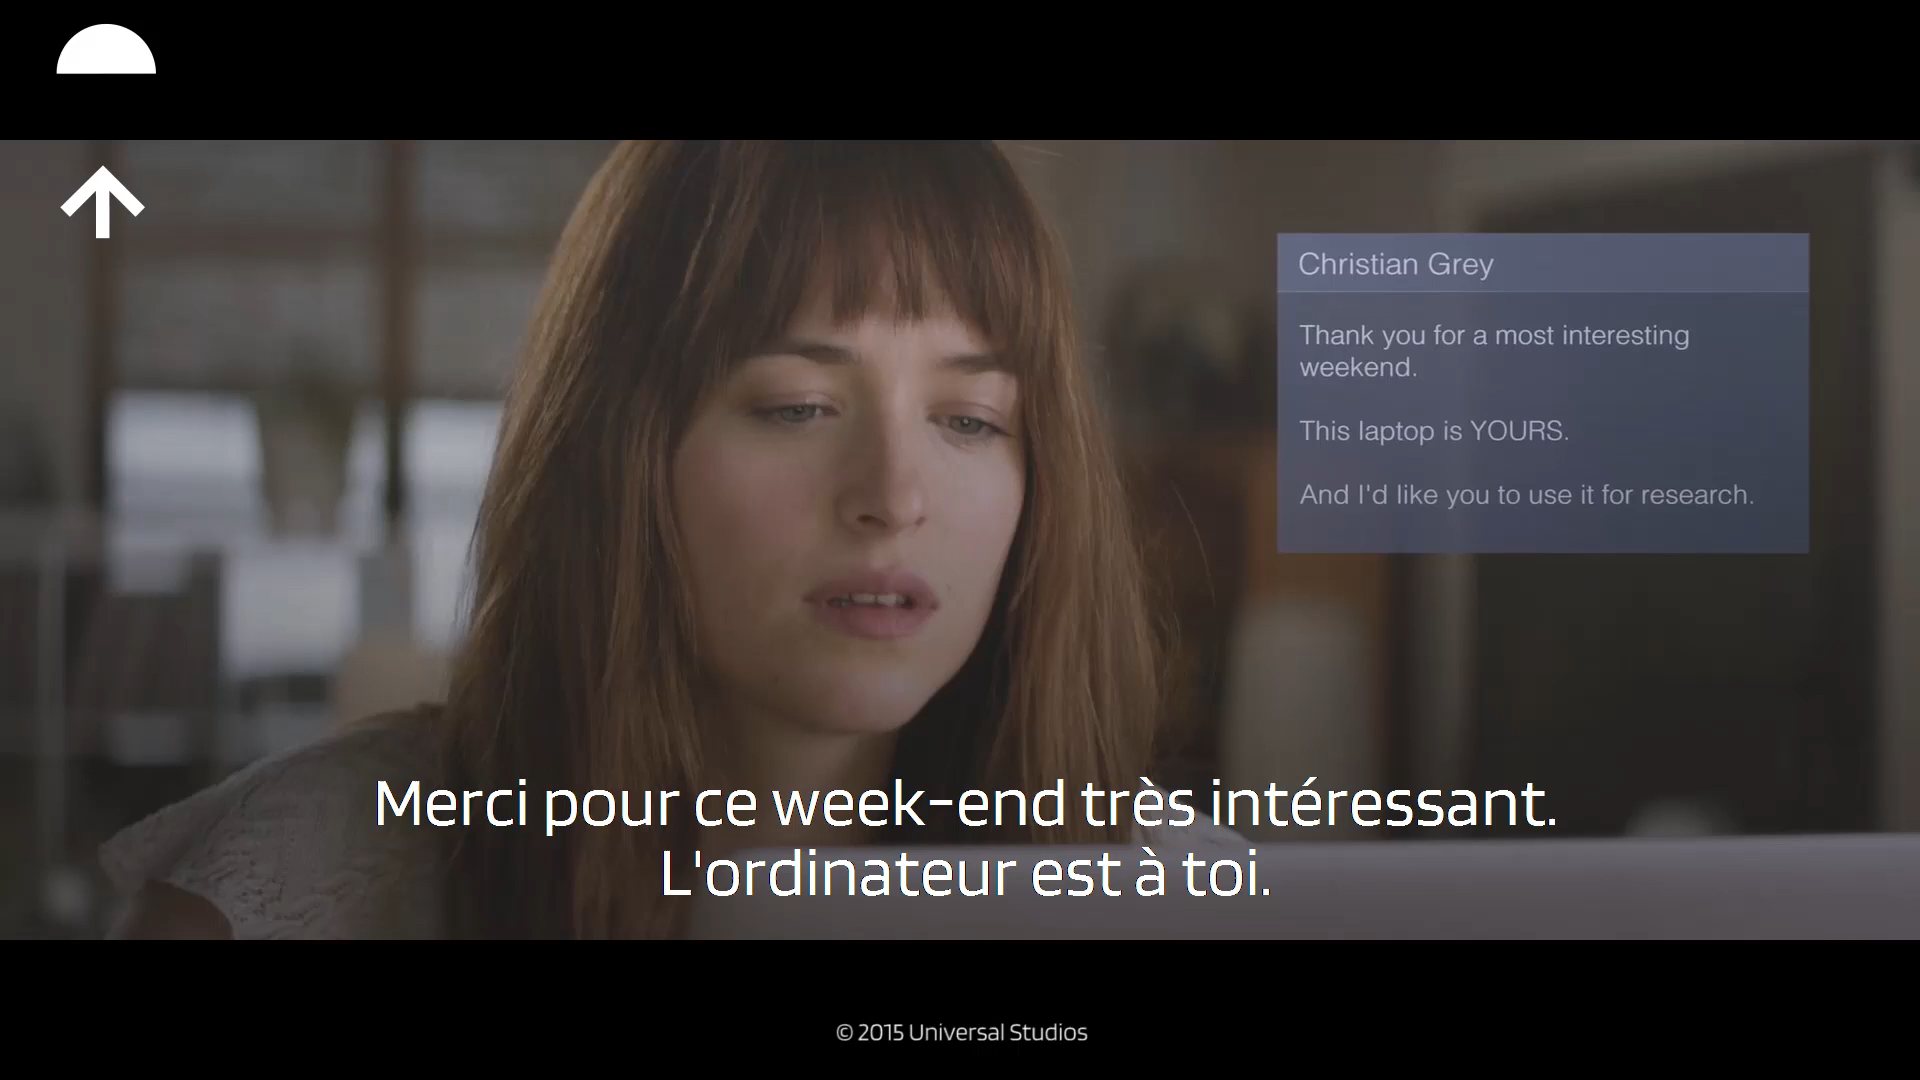 Christian Grey
Thank you for a most interesting
weekend.
This laptop is YOURS.
And I'd like you to use it for research.
Merci pour ce week-end très intéressant.
L'ordinateur est à toi.
© 2015 Universal Studios